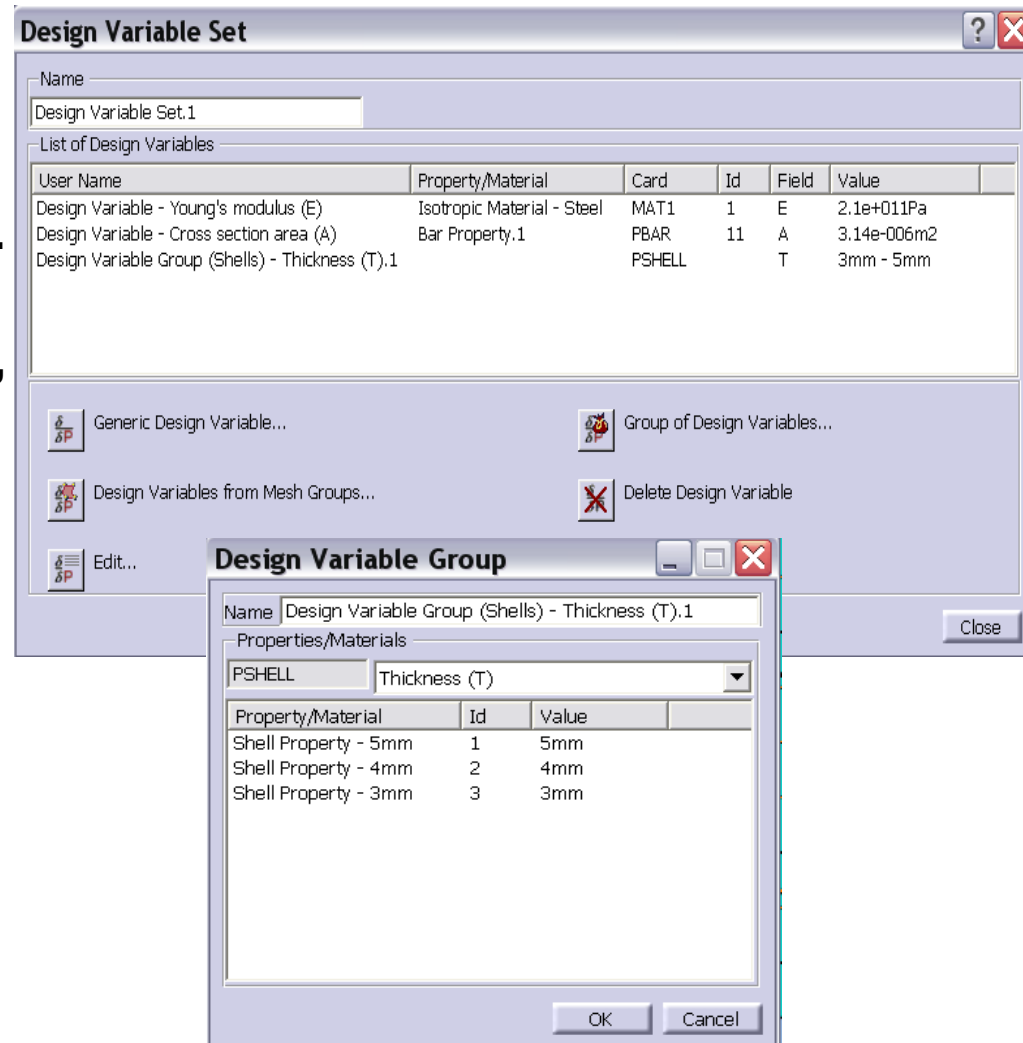 Design Variable Set
Name
Design Variable Set.1
List of Design Variables
User Name Property/Material Card Id Field Value
Design Variable - Young's modulus (E) Isotropic Material - Steel MAT1 1 E 2.1e+011Pa
Design Variable - Cross section area (A) Bar Property.1 PBAR 11 A 3.14e-006m2
Design Variable Group (Shells) - Thickness (T).1 PSHELL T 3mm - 5mm
Generic Design Variable... Group of Design Variables...
Design Variables from Mesh Groups... Delete Design Variable
Edit...
Close
Design Variable Group
Name Design Variable Group (Shells) - Thickness (T).1
Properties/Materials
PSHELL Thickness (T)
Property/Material Id Value
Shell Property - 5mm 1 5mm
Shell Property - 4mm 2 4mm
Shell Property - 3mm 3 3mm
OK Cancel